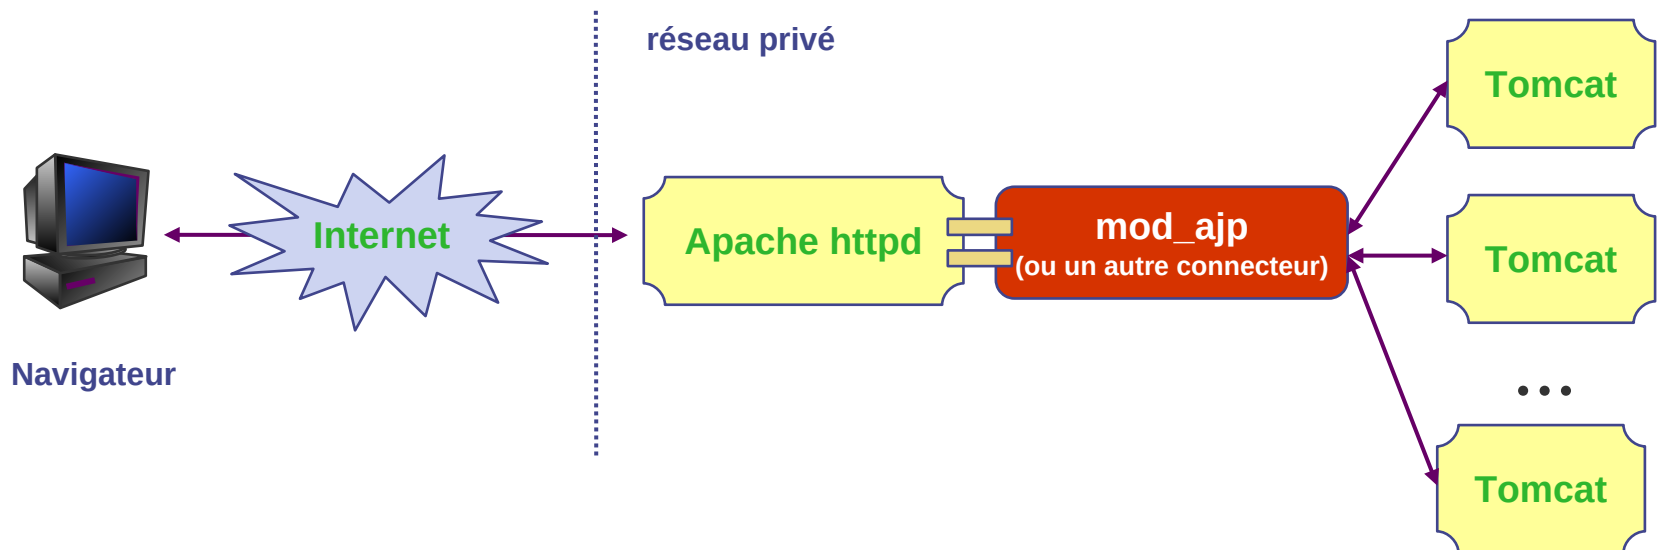 réseau privé
Tomcat
Internet
Apache httpd
mod_ajp
(ou un autre connecteur)
Tomcat
Navigateur
...
Tomcat